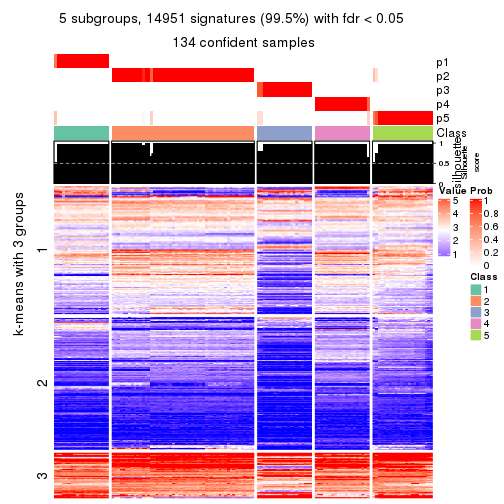 5 subgroups, 14951 signatures (99.5%) with fdr < 0.05
134 confident samples
p1
p2
p3
p4
p5
Class
1
0.5
0
silhouette
Silhouette
score
k-means with 3 groups
1
2
3
Value
5
4
3
2
1
Prob
1
0.8
0.6
0.4
0.2
0
Class
1
2
3
4
5